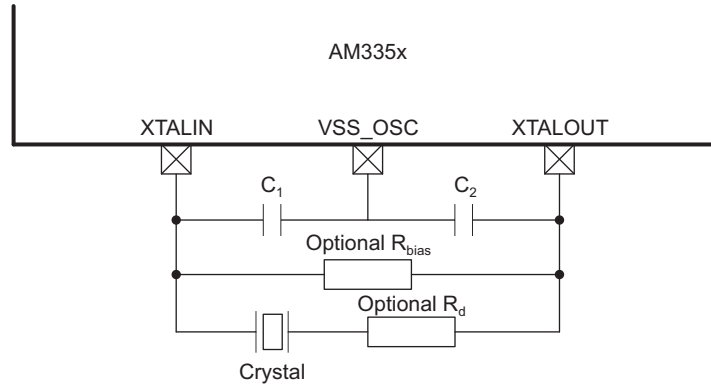 AM335x
XTALIN VSS_OSC XTALOUT
C1 C2
Optional Rbias
Optional Rd
Crystal